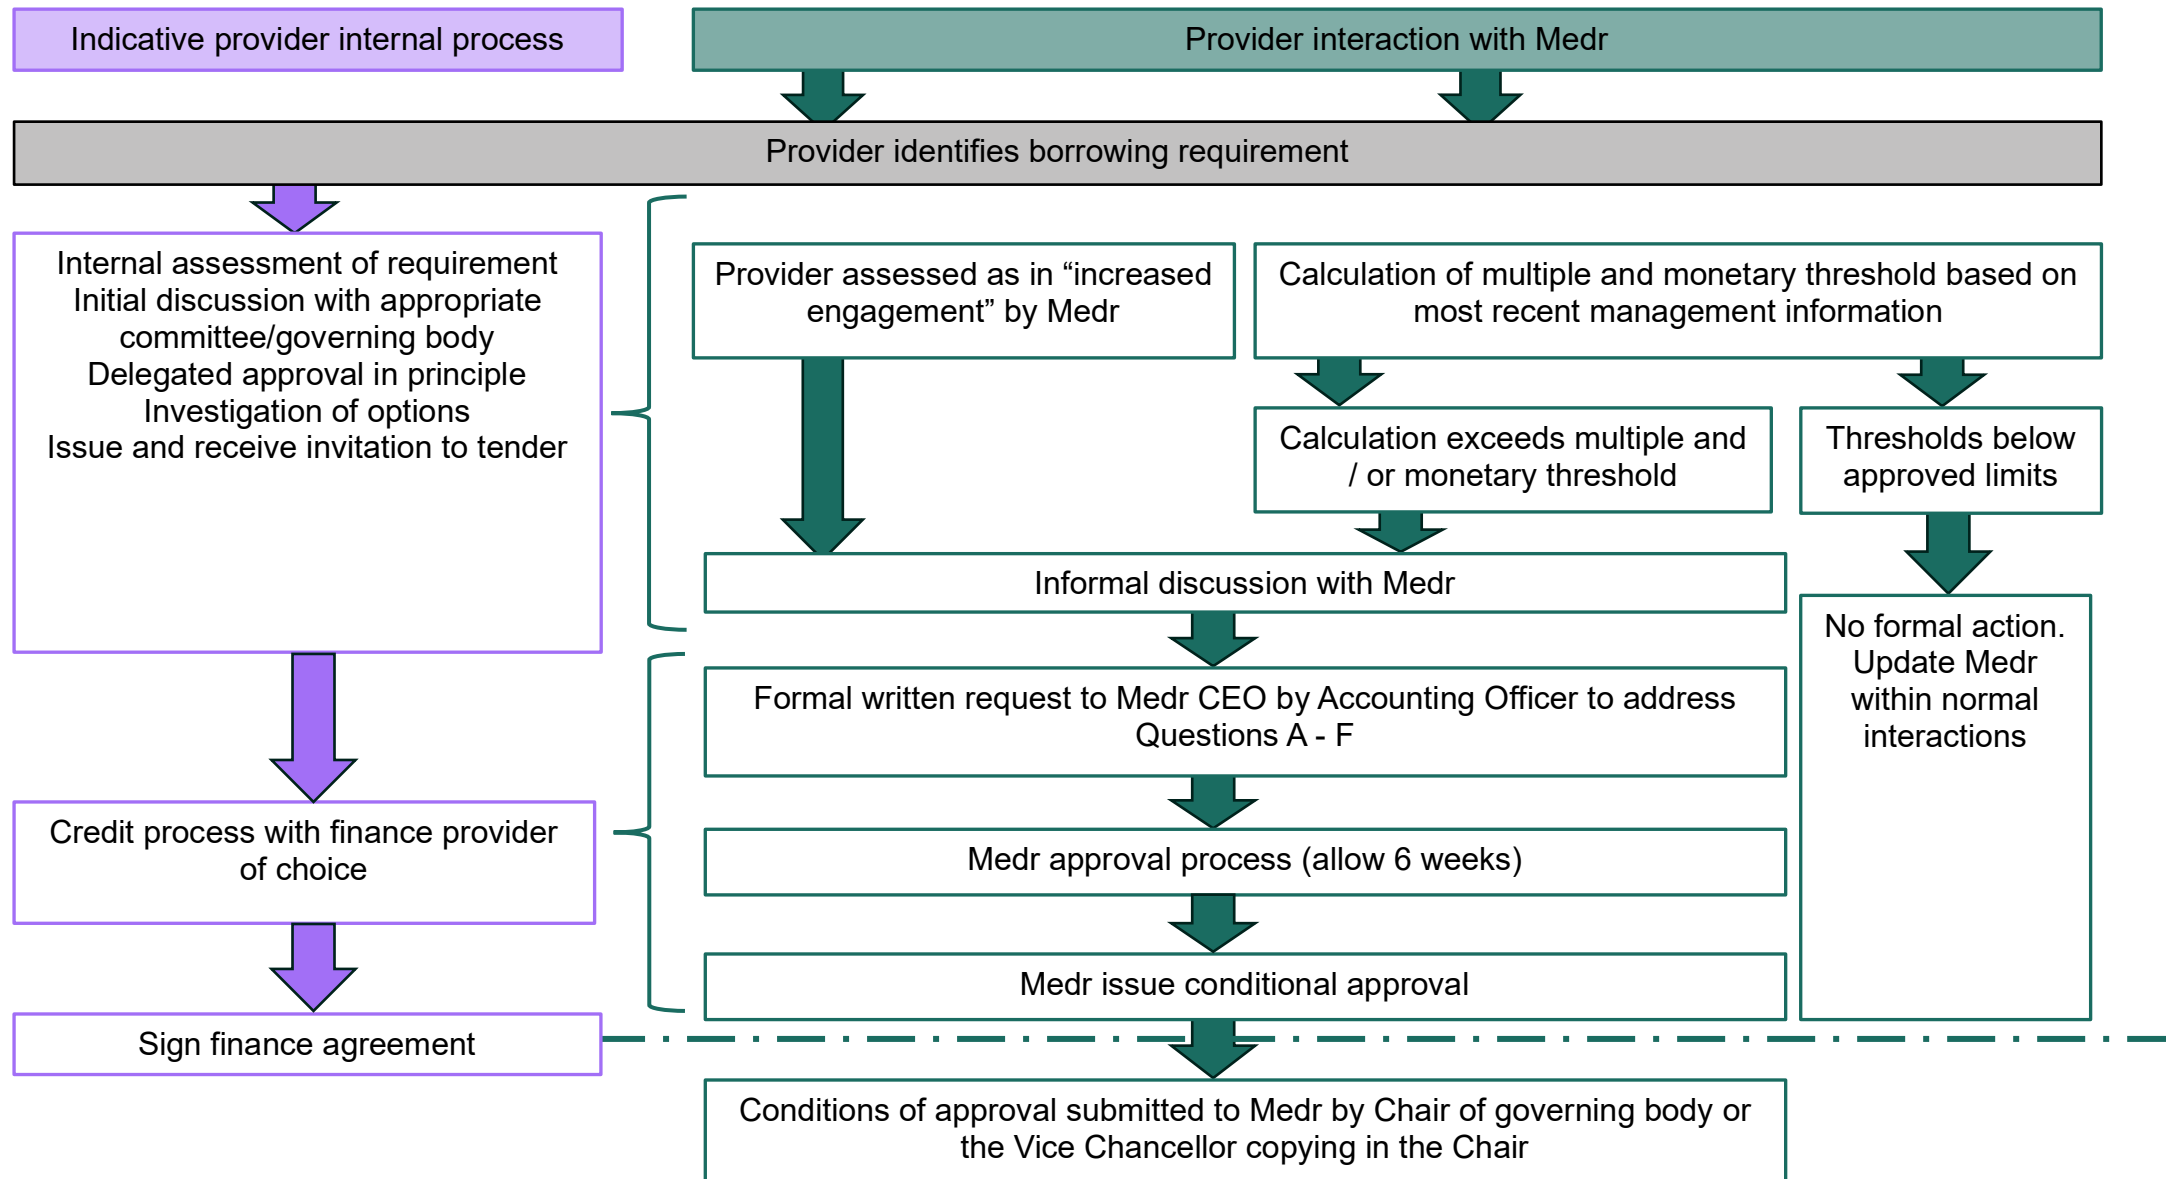 Indicative provider internal process
Provider interaction with Medr
Provider identifies borrowing requirement
Internal assessment of requirement
Initial discussion with appropriate
committee/governing body
Delegated approval in principle
Investigation of options
Issue and receive invitation to tender
Provider assessed as in “increased
engagement” by Medr
Calculation of multiple and monetary threshold based on
most recent management information
Calculation exceeds multiple and
/ or monetary threshold
Thresholds below
approved limits
Informal discussion with Medr
No formal action.
Update Medr
within normal
interactions
Formal written request to Medr CEO by Accounting Officer to address
Questions A - F
Credit process with finance provider
of choice
Medr approval process (allow 6 weeks)
Medr issue conditional approval
Sign finance agreement
Conditions of approval submitted to Medr by Chair of governing body or
the Vice Chancellor copying in the Chair